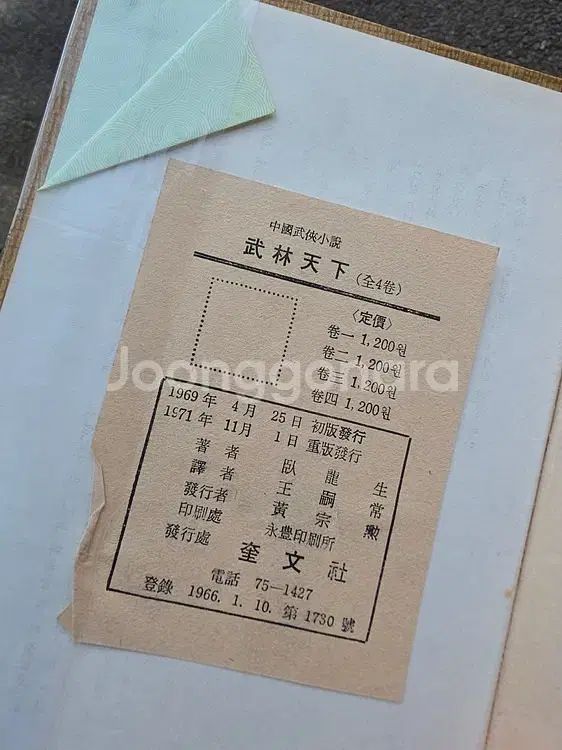 中國武俠小說
武林天下 (全4卷)
〈定價〉
卷一 1,200원
卷二 1,200원
卷三 1,200원
卷四 1,200원
Joonggonara
1969年 4月 25日 初版發行
1971年 11月 1日 重版發行
著者 臥龍生
譯者 王嗣常
發行者 黃宗勲
印刷處 永豊印刷所
發行處 奎文社
電話 75-1427
登錄 1966. 1. 10. 第 1730 號